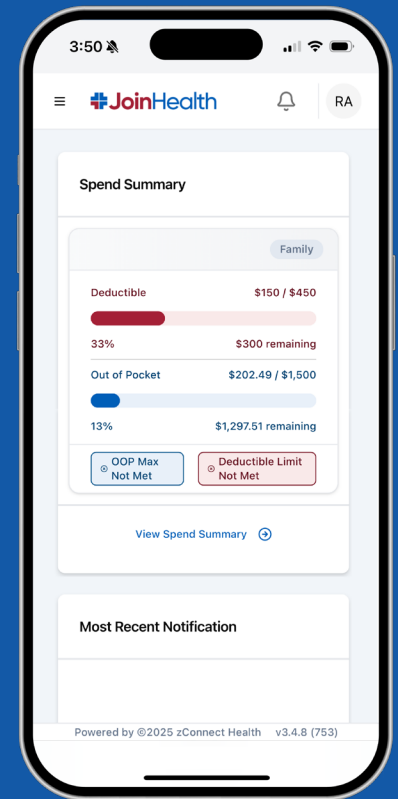 3:50
JoinHealth
RA
Spend Summary
Family
Deductible $150 / $450
33% $300 remaining
Out of Pocket $202.49 / $1,500
13% $1,297.51 remaining
OOP Max
Not Met
Deductible Limit
Not Met
View Spend Summary
Most Recent Notification
Powered by ©2025 zConnect Health v3.4.8 (753)